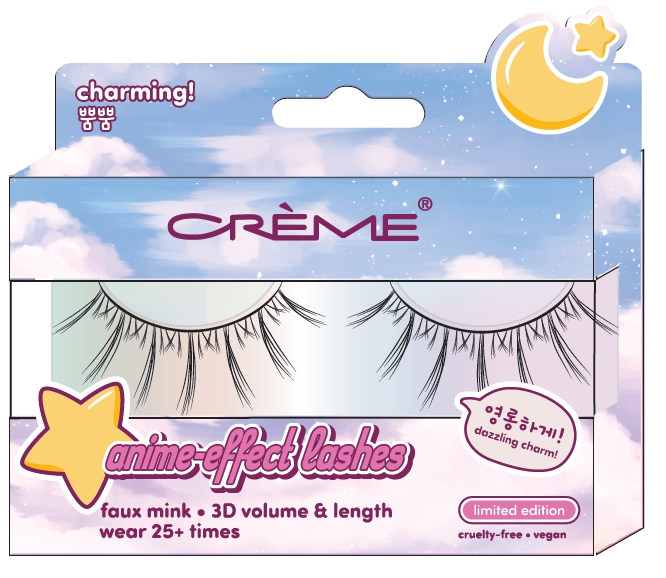 charming!
뿜뿜
CRÈME®
anime-effect lashes
영롱하게!
dazzling charm!
faux mink • 3D volume & length
wear 25+ times
limited edition
cruelty-free • vegan